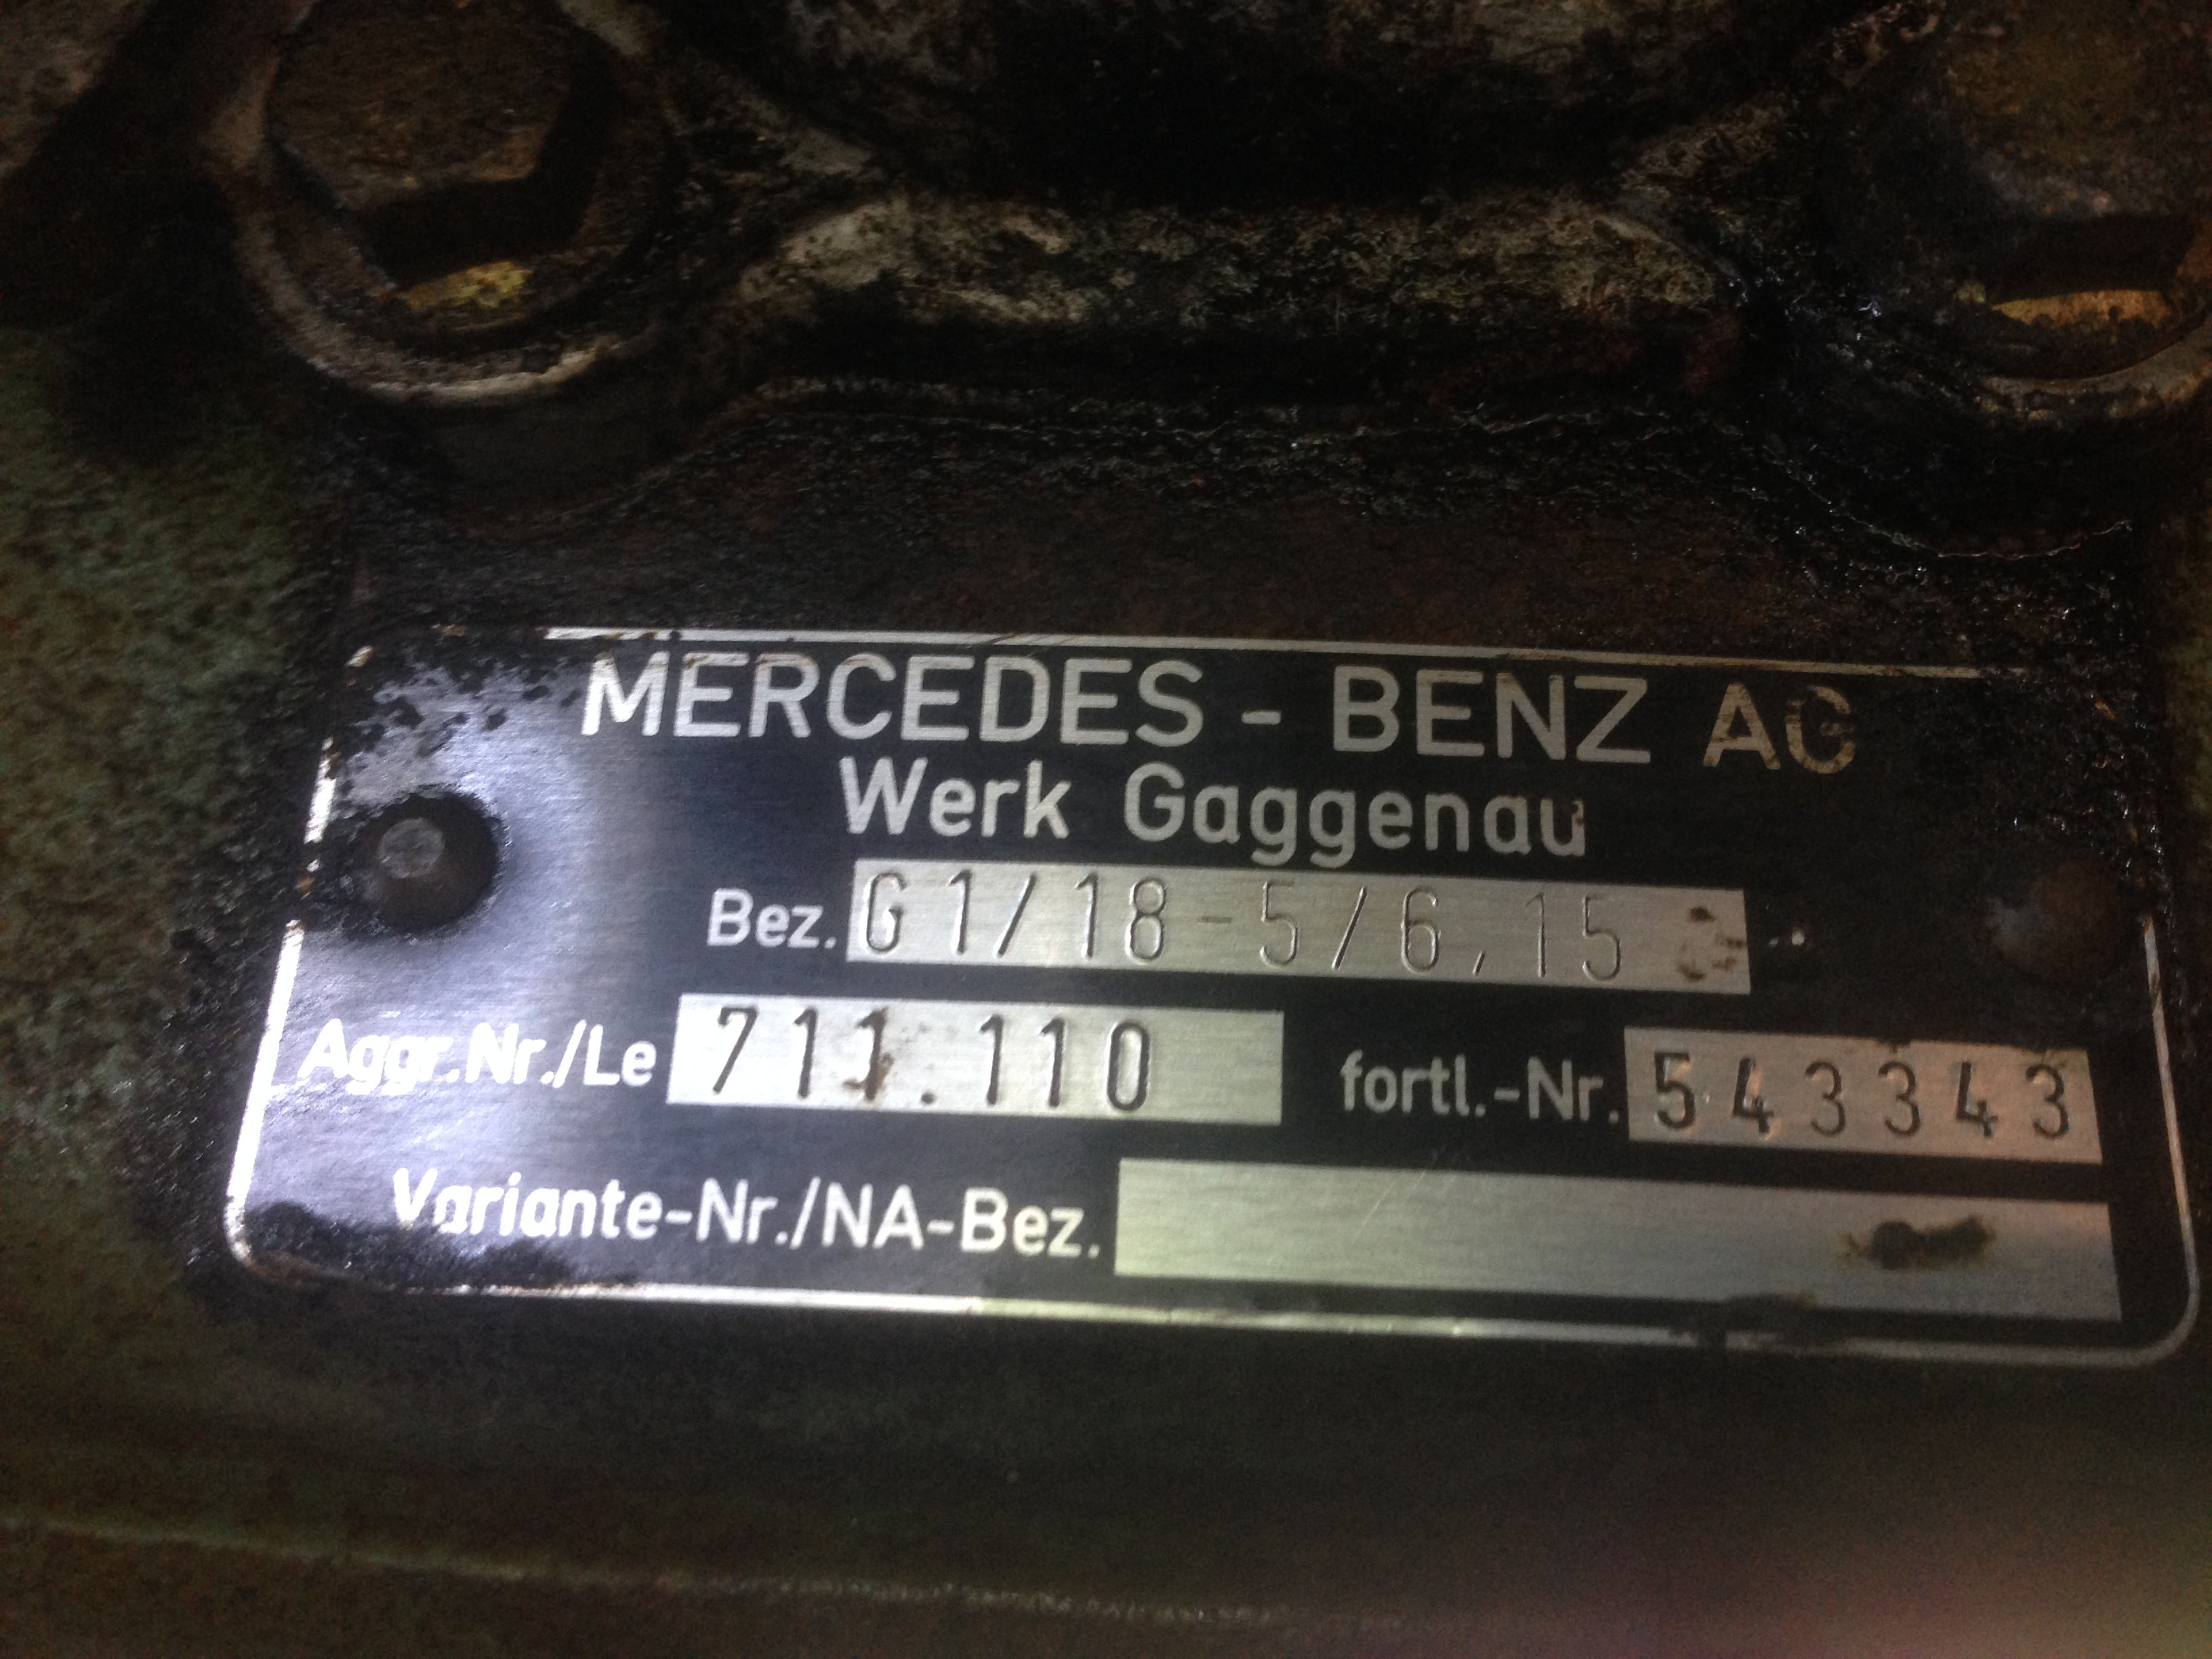 MERCEDES - BENZ AG
Werk Gaggenau
Bez. G 1/18-5/6,15
Aggr.Nr./Le 711.110 fortl.-Nr. 543343
Variante-Nr./NA-Bez.